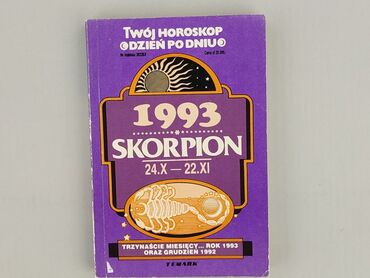 TWÓJ HOROSKOP
DZIEŃ PO DNIU
1993
SKORPION
24.X — 22.XI
TRZYNAŚCIE MIESIĘCY... ROK 1993
ORAZ GRUDZIEŃ 1992
TEMARK